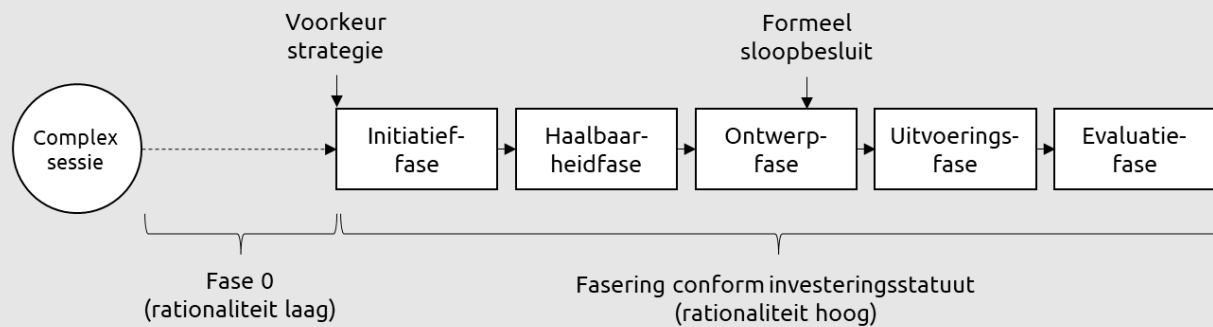 Voorkeur
strategie
Formeel
sloopbesluit
Complex
sessie
Initiatief-
fase
Haalbaar-
heidfase
Ontwerp-
fase
Uitvoerings-
fase
Evaluatie-
fase
Fase 0
(rationaliteit laag)
Fasering conform investeringsstatuut
(rationaliteit hoog)